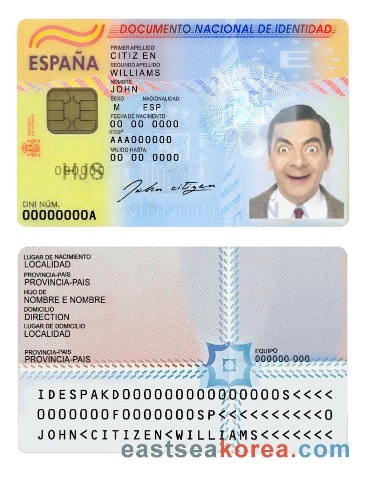 DOCUMENTO NACIONAL DE IDENTIDAD
ESPAÑA
PRIMER APELLIDO
CITIZEN
SEGUNDO APELLIDO
WILLIAMS
NOMBRE
JOHN
SEXO NACIONALIDAD
M ESP
FECHA DE NACIMIENTO
00 00 0000
IDESP
AAA000000
VALIDO HASTA
00 00 0000
John citizen
DNI NÚM.
00000000A
LUGAR DE NACIMIENTO
LOCALIDAD
PROVINCIA-PAIS
PROVINCIA-PAIS
HIJO DE
NOMBRE E NOMBRE
DOMICILIO
DIRECTION
LUGAR DE DOMICILIO
LOCALIDAD
PROVINCIA-PAIS
PROVINCIA-PAIS
EQUIPO
000000 000
IDESPAKD000000000000000S<<<<
0000000F0000000SP<<<<<<<<<<<0
JOHN<CITIZEN<WILLIAMS<<<<<<<
eastseakorea.com